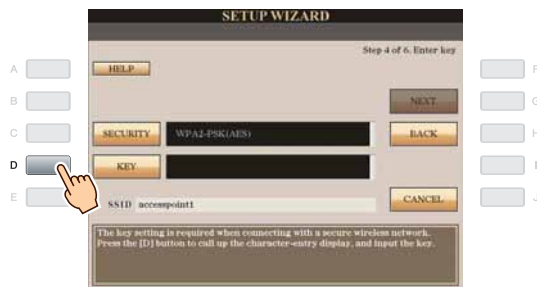 SETUP WIZARD
Step 4 of 6. Enter key
A
HELP
F
B
NEXT
G
C
SECURITY
WPA2-PSK(AES)
BACK
H
D
KEY
I
E
SSID accesspoint1
CANCEL
J
The key setting is required when connecting with a secure wireless network.
Press the [D] button to call up the character-entry display, and input the key.